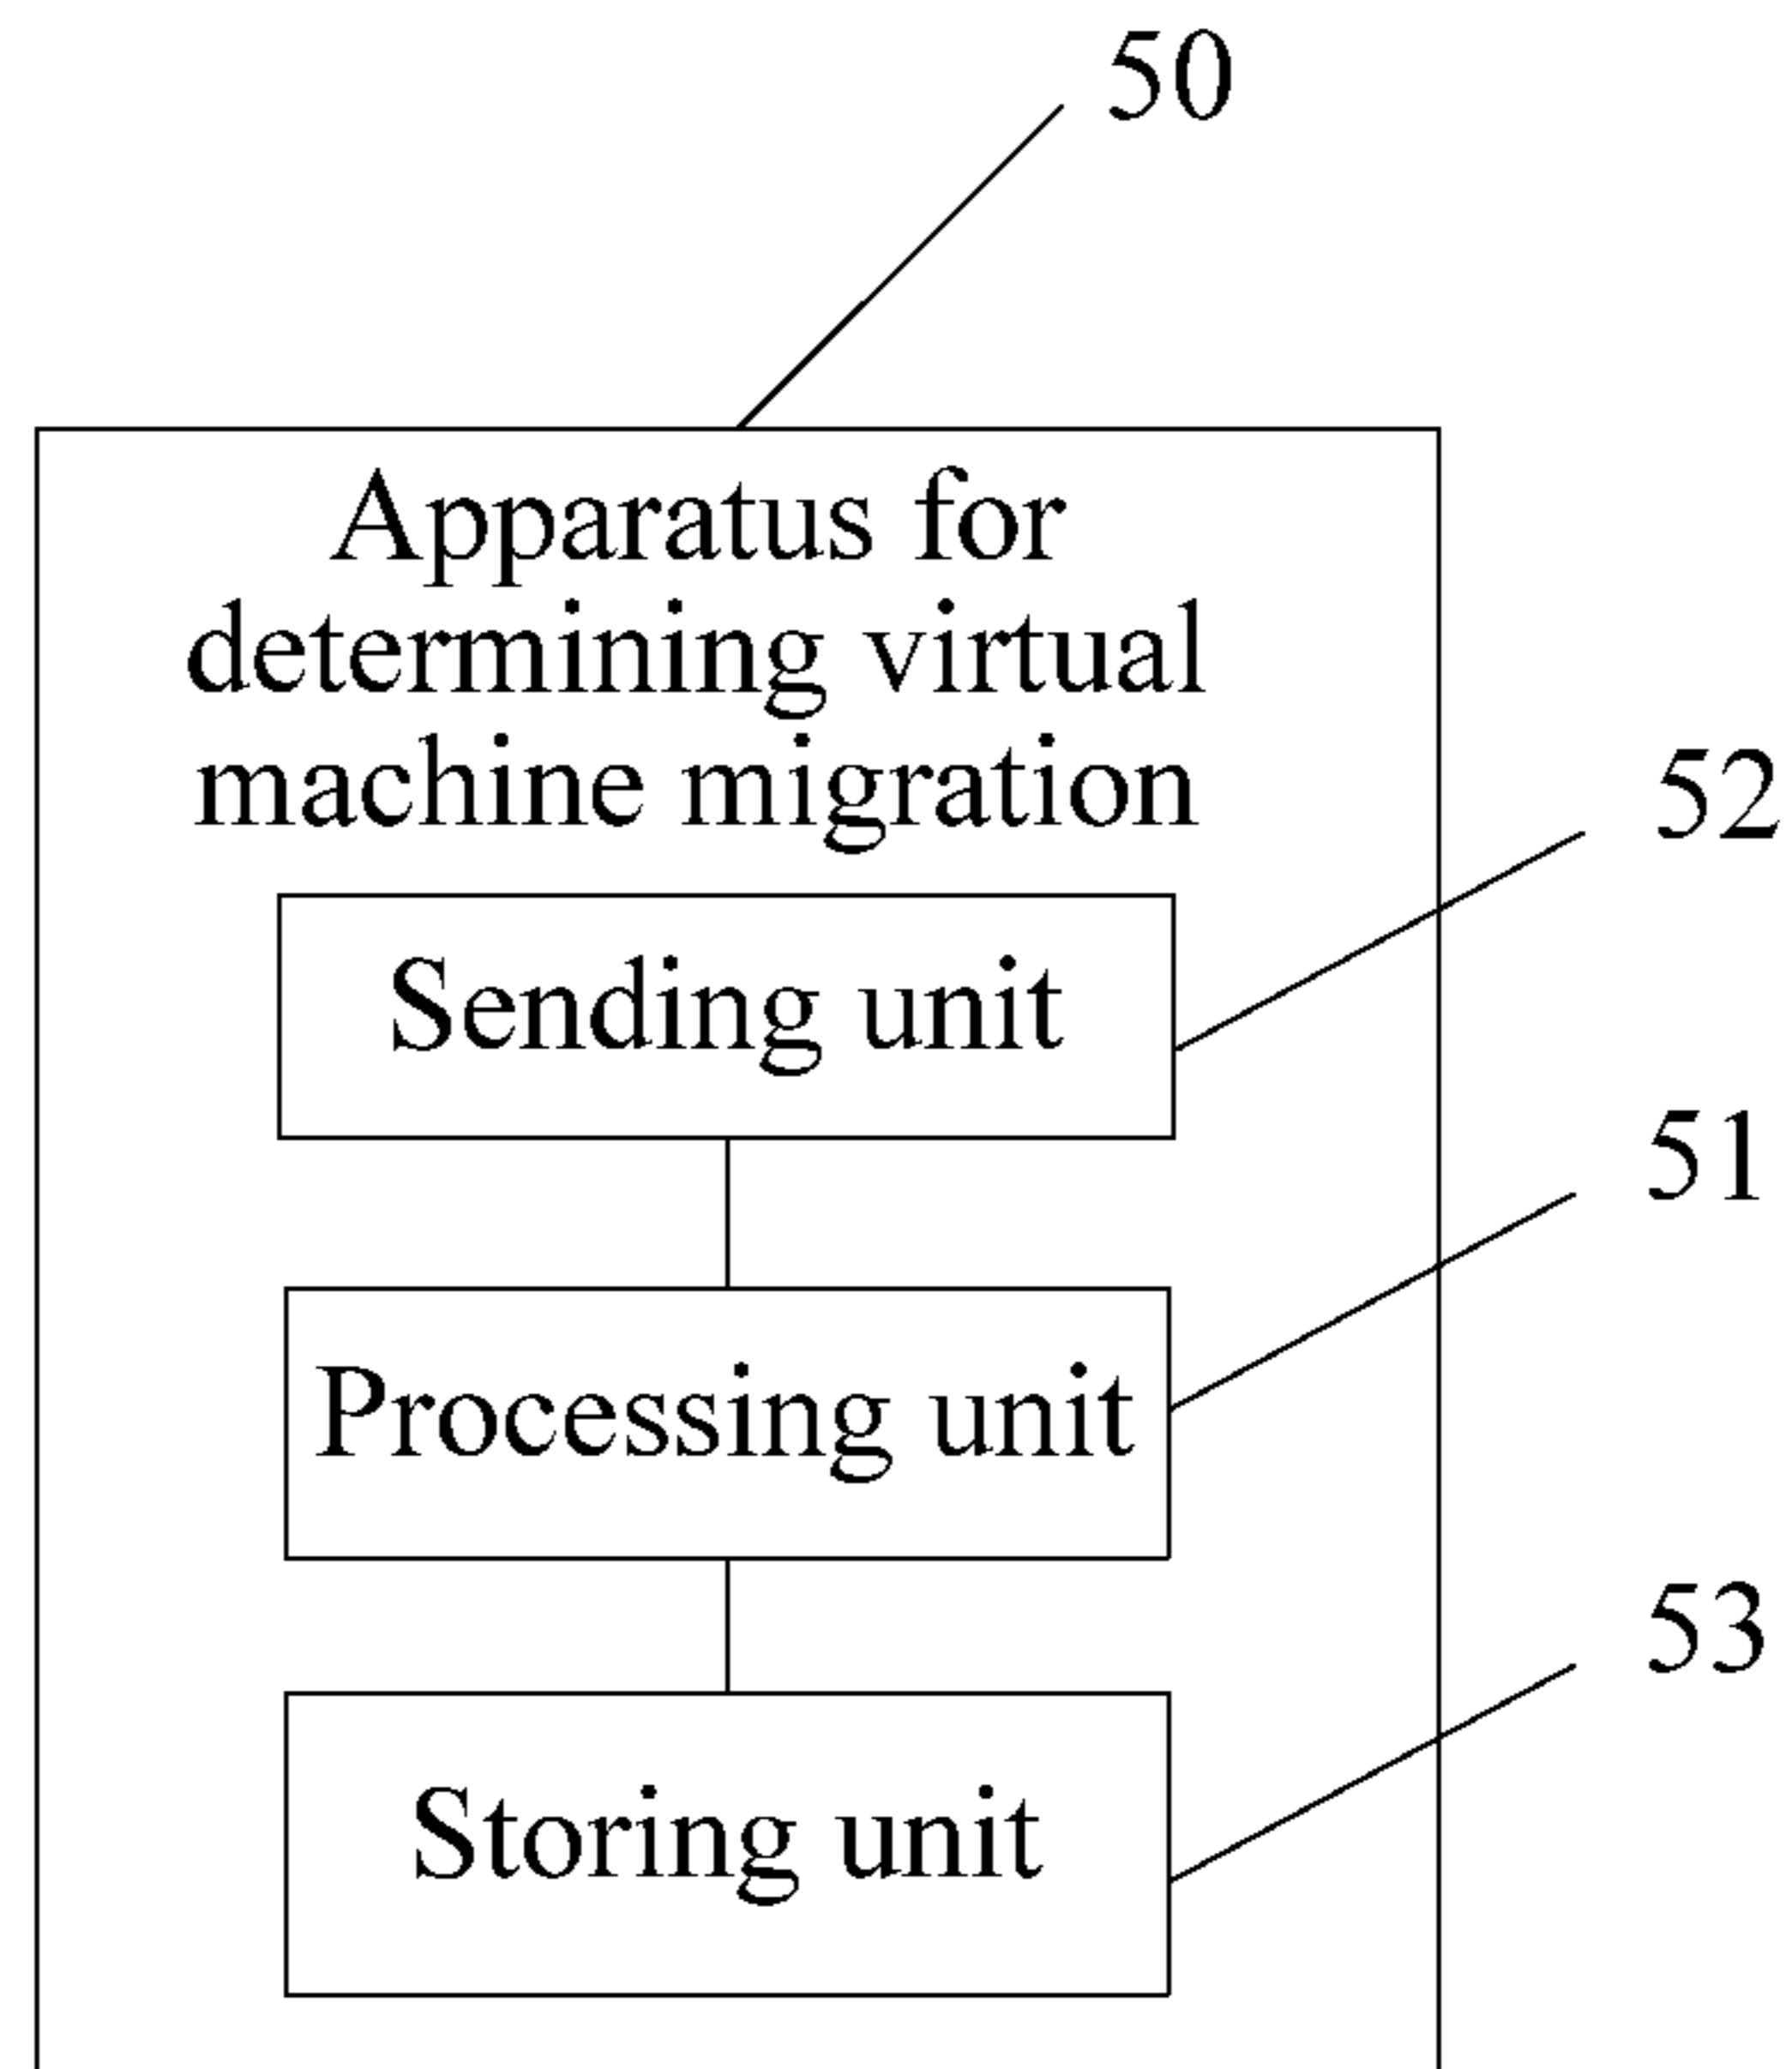 50
Apparatus for
determining virtual
machine migration
52
Sending unit
51
Processing unit
53
Storing unit